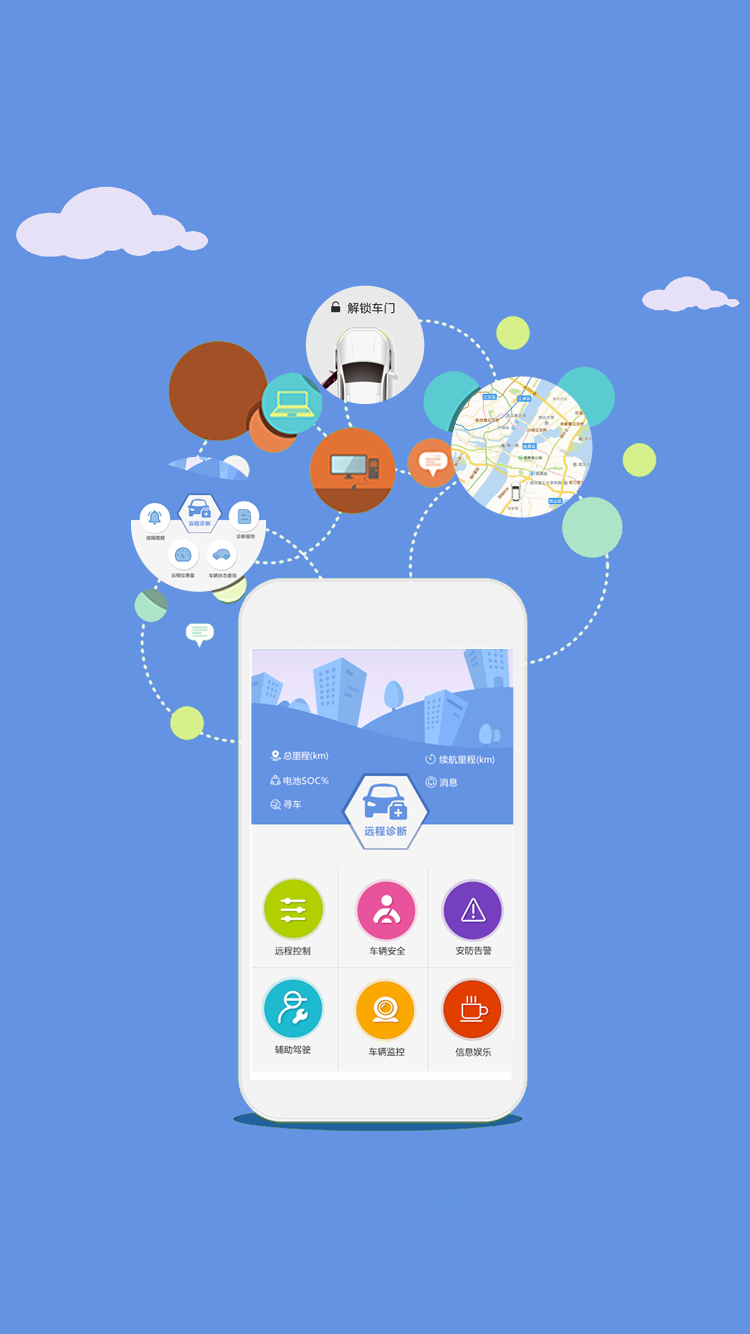 解锁车门
远程诊断
故障提醒
诊断报告
远程仪表盘
车辆状态查询
总里程(km)
续航里程(km)
电池SOC%
消息
寻车
远程诊断
远程控制
车辆安全
安防告警
辅助驾驶
车辆监控
信息娱乐